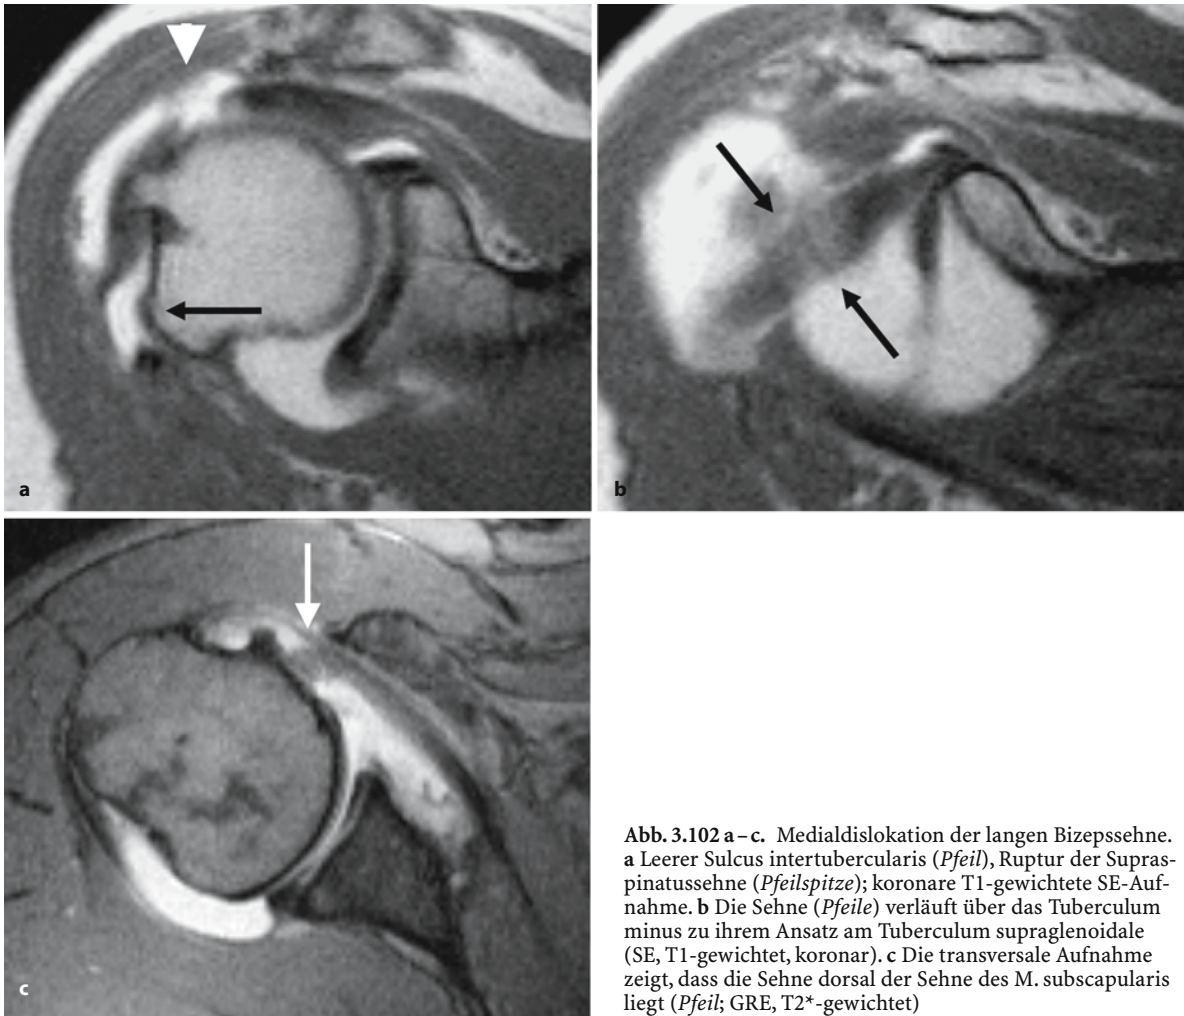 a
b
c
Abb. 3.102 a–c. Medialdislokation der langen Bizepssehne.
a Leerer Sulcus intertubercularis (Pfeil), Ruptur der Supras-
pinatussehne (Pfeilspitze); koronare T1-gewichtete SE-Auf-
nahme. b Die Sehne (Pfeile) verläuft über das Tuberculum
minus zu ihrem Ansatz am Tuberculum supraglenoidale
(SE, T1-gewichtet, koronar). c Die transversale Aufnahme
zeigt, dass die Sehne dorsal der Sehne des M. subscapularis
liegt (Pfeil; GRE, T2*-gewichtet)